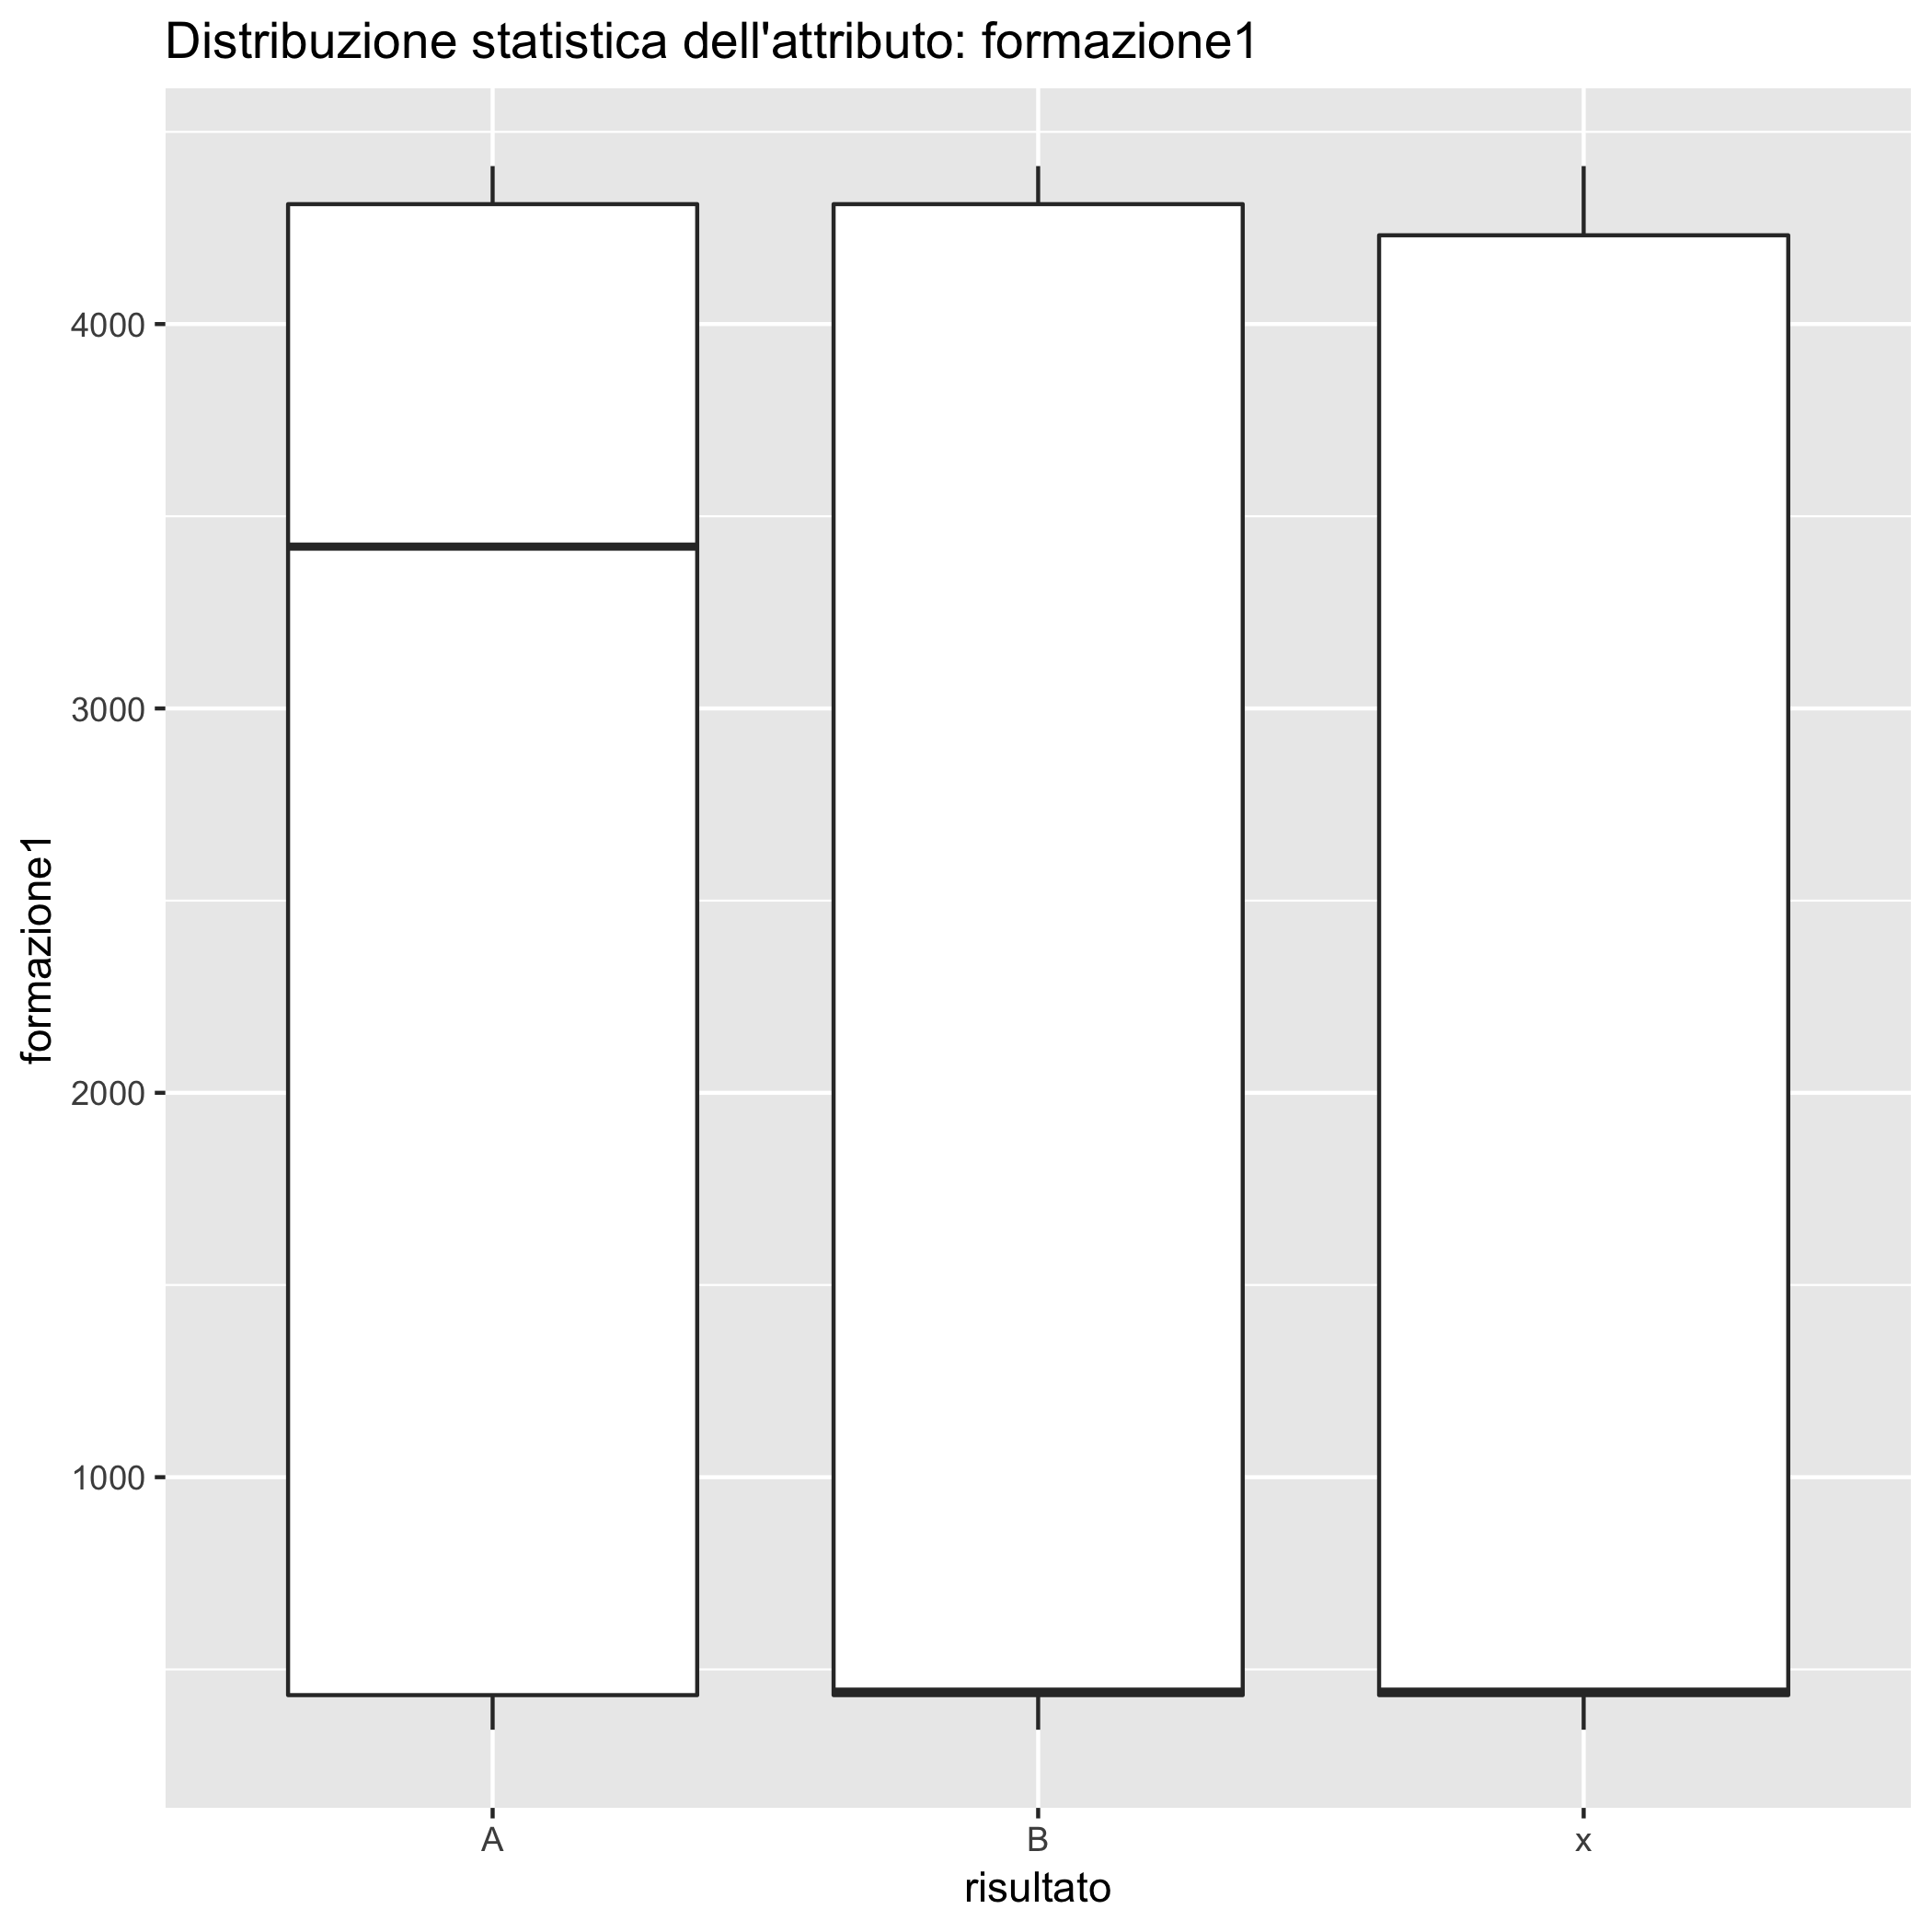 Distribuzione statistica dell'attributo: formazione1
4000
3000
2000
1000
formazione1
A
B
x
risultato